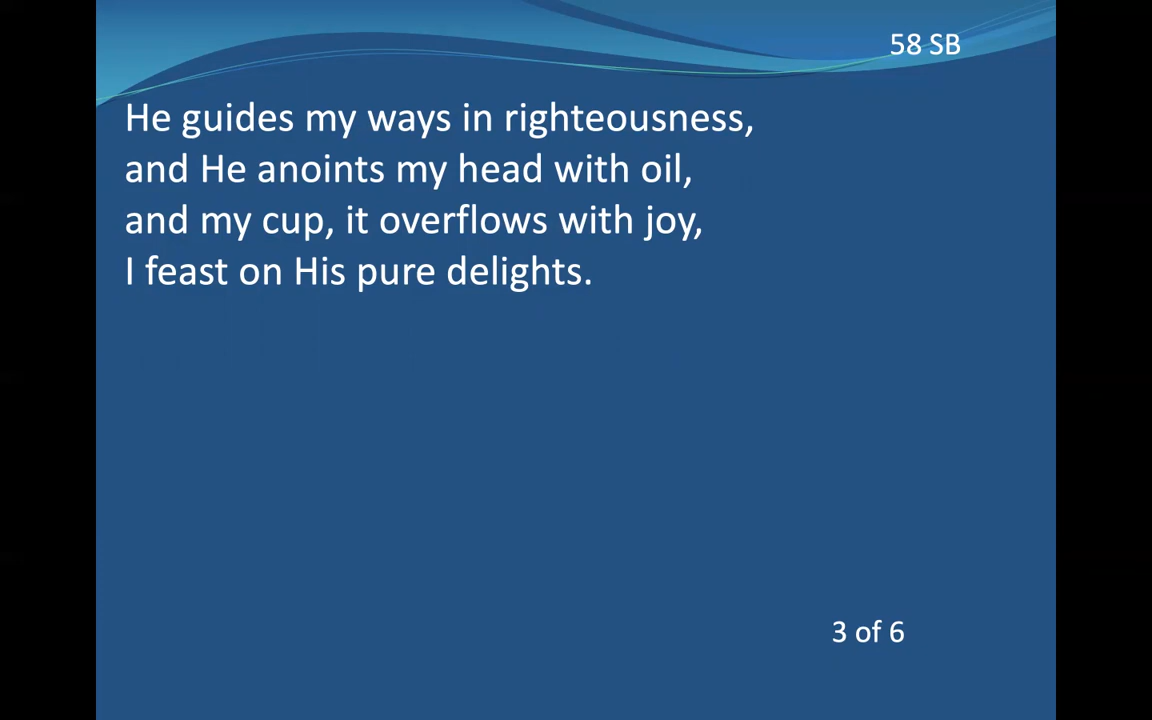 58 SB
He guides my ways in righteousness,
and He anoints my head with oil,
and my cup, it overflows with joy,
I feast on His pure delights.
3 of 6